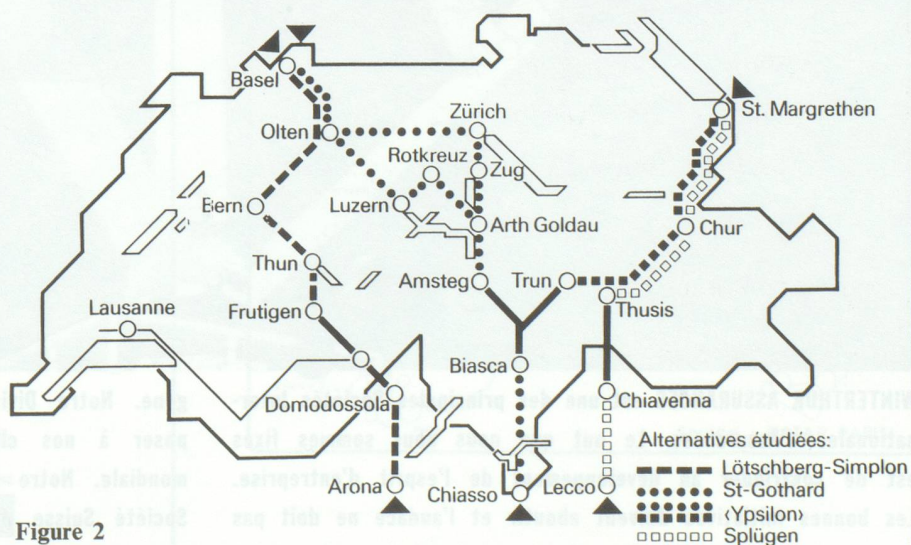 Basel
St. Margrethen
Olten
Zürich
Rotkreuz
Zug
Bern
Luzern
Arth Goldau
Chur
Thun
Amsteg
Trun
Lausanne
Frutigen
Thusis
Biasca
Domodossola
Chiavenna
Alternatives étudiées:
Lötschberg-Simplon
St-Gothard
(Ypsilon)
Splügen
Arona
Chiasso
Lecco
Figure 2